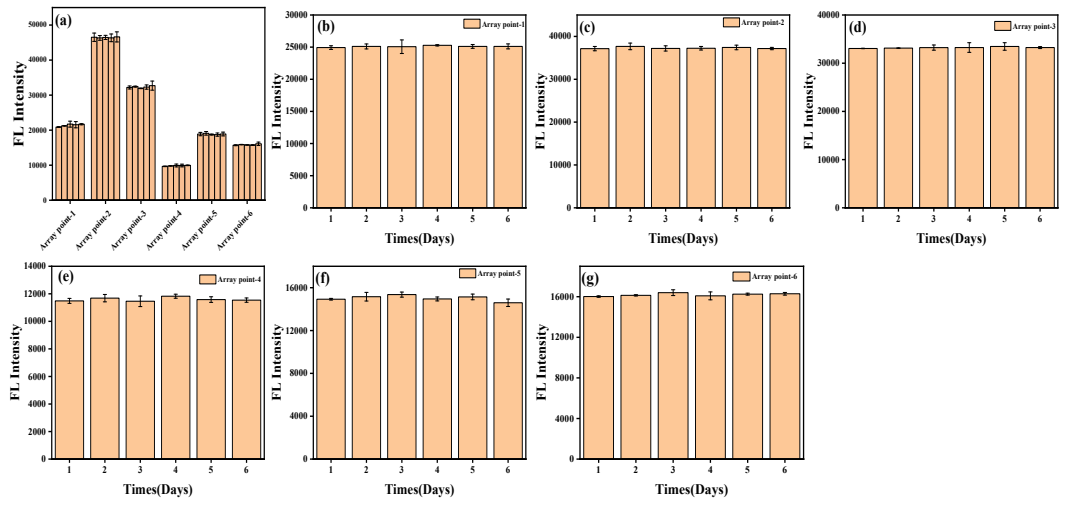 (a)
FL Intensity
50000
40000
30000
20000
10000
0
Array point-1
Array point-2
Array point-3
Array point-4
Array point-5
Array point-6
(b)
Array point-1
FL Intensity
30000
25000
20000
15000
10000
5000
0
1 2 3 4 5 6
Times(Days)
(c)
Array point-2
FL Intensity
40000
30000
20000
10000
0
1 2 3 4 5 6
Times(Days)
(d)
Array point-3
FL Intensity
40000
30000
20000
10000
0
1 2 3 4 5 6
Times(Days)
(e)
Array point-4
FL Intensity
14000
12000
10000
8000
6000
4000
2000
0
1 2 3 4 5 6
Times(Days)
(f)
Array point-5
FL Intensity
16000
12000
8000
4000
0
1 2 3 4 5 6
Times(Days)
(g)
Array point-6
FL Intensity
16000
12000
8000
4000
0
1 2 3 4 5 6
Times(Days)